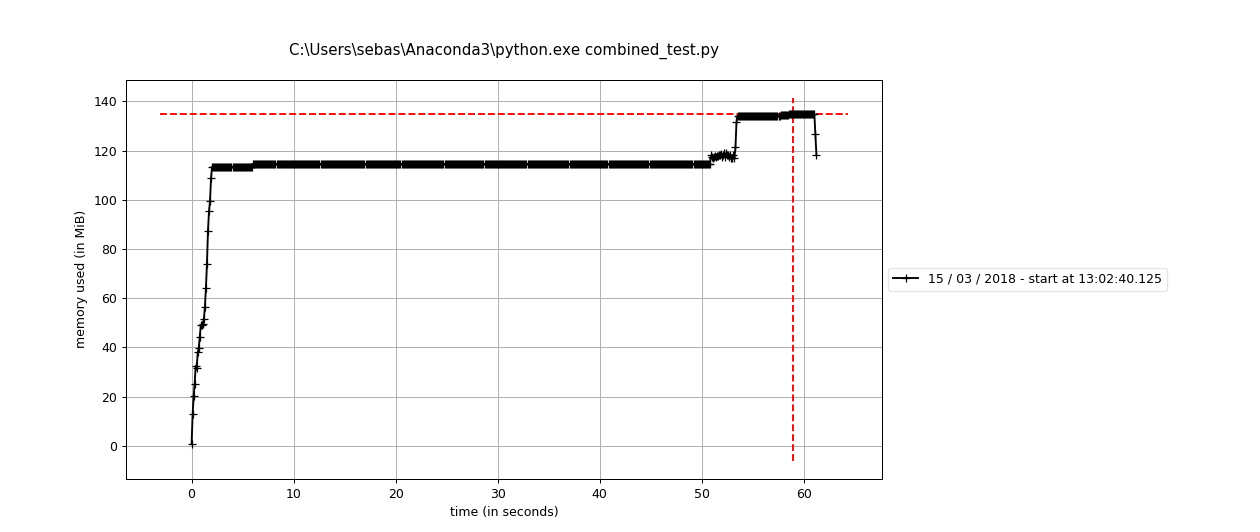 C:\Users\sebas\Anaconda3\python.exe combined_test.py
140
120
100
80
60
40
20
0
memory used (in MiB)
0 10 20 30 40 50 60
time (in seconds)
15 / 03 / 2018 - start at 13:02:40.125